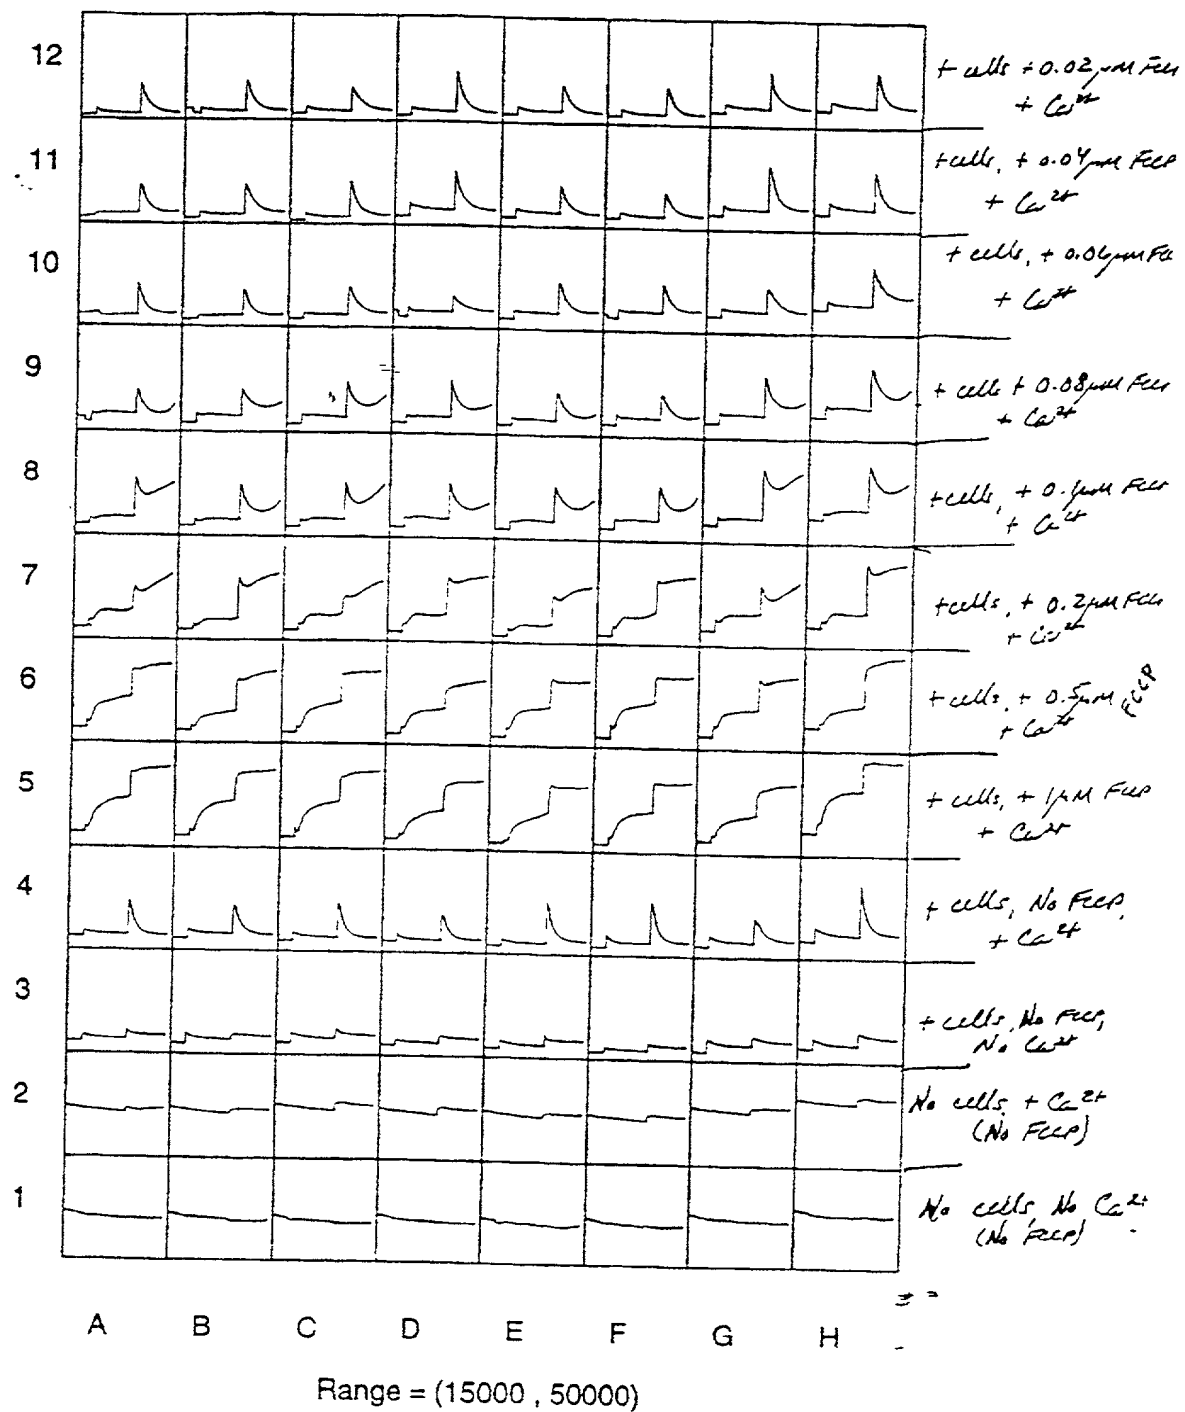 12
+ cells + 0.02 µM FCCP
+ Ca2+
11
+ cells, + 0.04 µM FCCP
+ Ca2+
10
+ cells, + 0.06 µM FCC
+ Ca2+
9
+ cells + 0.08 µM FCCP
+ Ca2+
8
+ cells, + 0.1 µM FCCP
+ Ca2+
7
+ cells, + 0.2 µM FCCP
+ Ca2+
6
+ cells, + 0.5 µM FCCP
+ Ca2+
5
+ cells, + 1 µM FCCP
+ Ca2+
4
+ cells, No FCCP,
+ Ca2+
3
+ cells, No FCCP,
No Ca2+
2
No cells, + Ca2+
(No FCCP)
1
No cells, No Ca2+
(No FCCP)
A B C D E F G H
Range = (15000 , 50000)